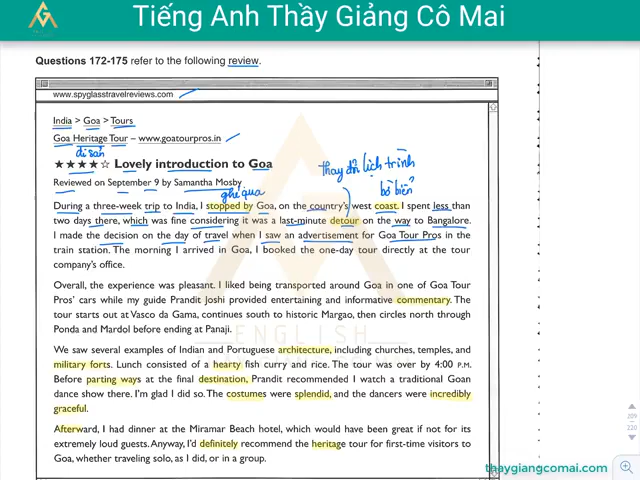 Tiếng Anh Thầy Giảng Cô Mai
Questions 172-175 refer to the following review.
www.spyglasstravelreviews.com
India > Goa > Tours
Goa Heritage Tour – www.goatourpros.in
di sản
★★★★☆ Lovely introduction to Goa
thay đổi lịch trình
Reviewed on September 9 by Samantha Mosby
ghé qua
bờ biển
During a three-week trip to India, I stopped by Goa, on the country's west coast. I spent less than
two days there, which was fine considering it was a last-minute detour on the way to Bangalore.
I made the decision on the day of travel when I saw an advertisement for Goa Tour Pros in the
train station. The morning I arrived in Goa, I booked the one-day tour directly at the tour
company's office.
Overall, the experience was pleasant. I liked being transported around Goa in one of Goa Tour
Pros' cars while my guide Prandit Joshi provided entertaining and informative commentary. The
tour starts out at Vasco da Gama, continues south to historic Margao, then circles north through
Ponda and Mardol before ending at Panaji.
ENGLISH
We saw several examples of Indian and Portuguese architecture, including churches, temples, and
military forts. Lunch consisted of a hearty fish curry and rice. The tour was over by 4:00 P.M.
Before parting ways at the final destination, Prandit recommended I watch a traditional Goan
dance show there. I'm glad I did so. The costumes were splendid, and the dancers were incredibly
graceful.
Afterward, I had dinner at the Miramar Beach hotel, which would have been great if not for its
extremely loud guests. Anyway, I'd definitely recommend the heritage tour for first-time visitors to
Goa, whether traveling solo, as I did, or in a group.
209
220
thaygiangcomai.com